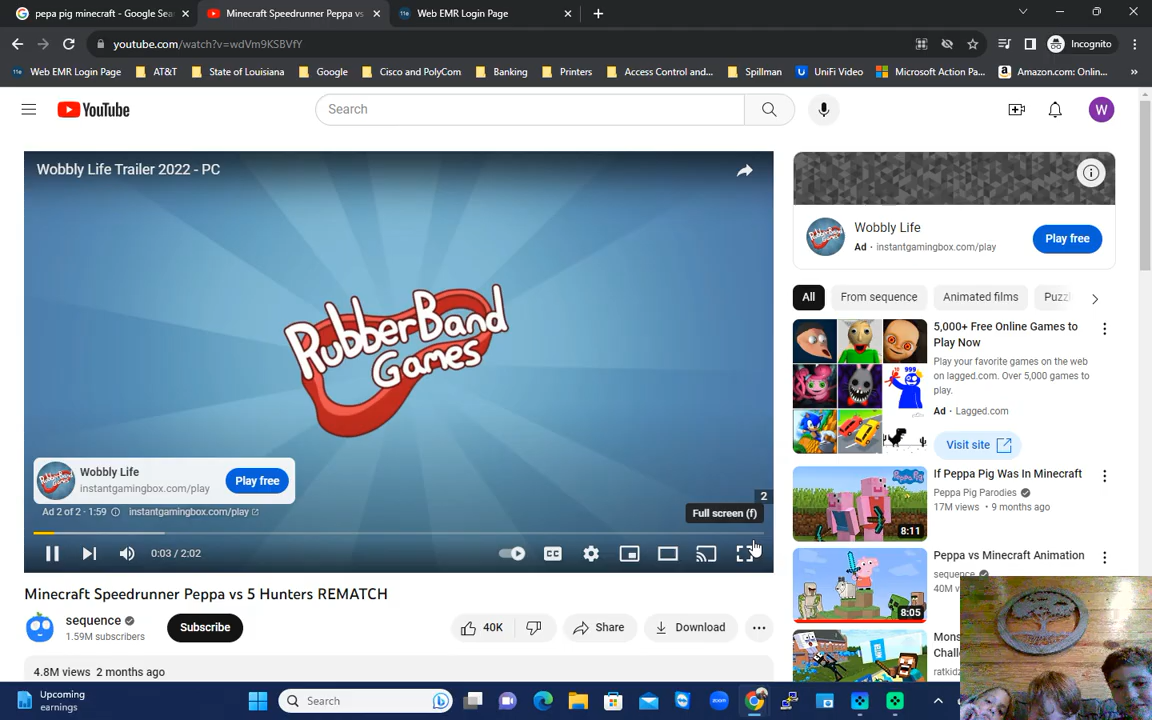 pepa pig minecraft - Google Sea
Minecraft Speedrunner Peppa vs
Web EMR Login Page
youtube.com/watch?v=wdVm9KSBVfY
Incognito
Web EMR Login Page
AT&T
State of Louisiana
Google
Cisco and PolyCom
Banking
Printers
Access Control and...
Spillman
UniFi Video
Microsoft Action Pa...
Amazon.com: Onlin...
YouTube
Search
W
Wobbly Life Trailer 2022 - PC
RubberBand
Games
Wobbly Life
instantgamingbox.com/play
Play free
Ad 2 of 2 · 1:59
instantgamingbox.com/play
2
Full screen (f)
0:03 / 2:02
CC
Minecraft Speedrunner Peppa vs 5 Hunters REMATCH
sequence
1.59M subscribers
Subscribe
40K
Share
Download
4.8M views 2 months ago
Wobbly Life
Ad · instantgamingbox.com/play
Play free
All
From sequence
Animated films
Puzzl
5,000+ Free Online Games to
Play Now
Play your favorite games on the web
on lagged.com. Over 5,000 games to
play.
Ad · Lagged.com
Visit site
If Peppa Pig Was In Minecraft
Peppa Pig Parodies
17M views · 9 months ago
8:11
Peppa vs Minecraft Animation
sequence
40M
8:05
Mons
Chall
ratkid
Upcoming
earnings
Search
zoom